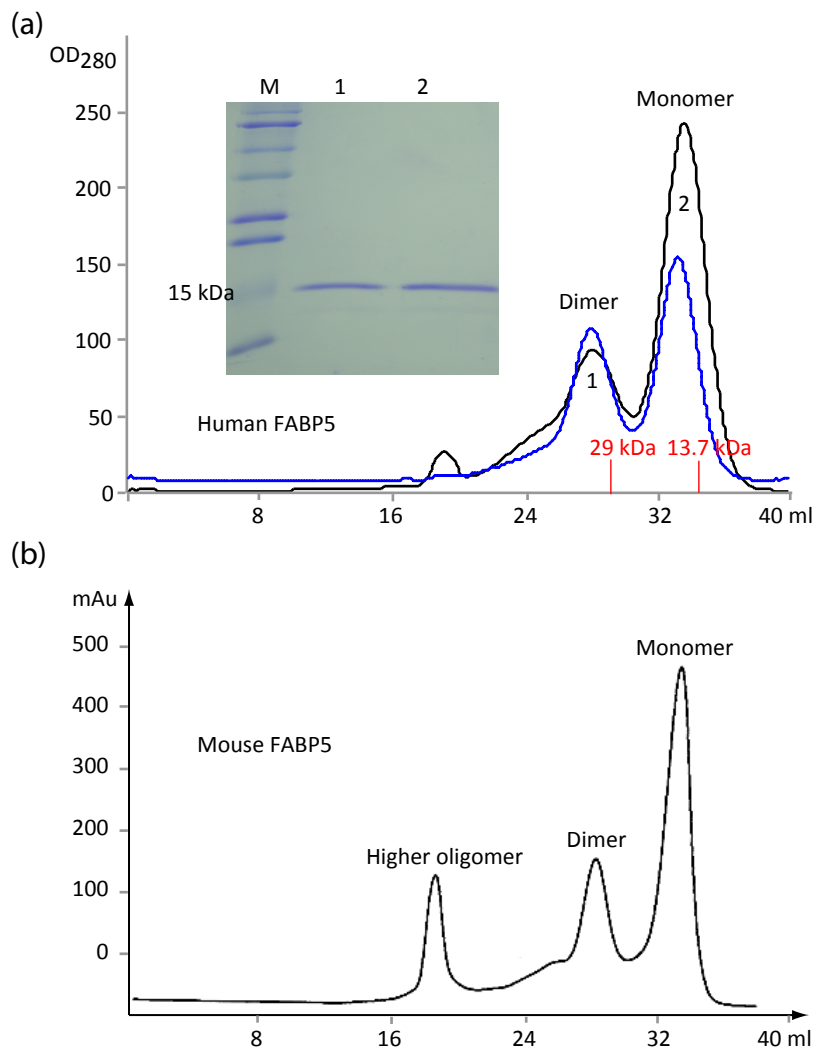 (a)
OD280
M 1 2
Monomer
250
200
2
150
15 kDa
Dimer
100
1
50
Human FABP5
29 kDa 13.7 kDa
0
8 16 24 32 40 ml
(b)
mAu
500
Monomer
400
Mouse FABP5
300
200
Higher oligomer
Dimer
100
0
8 16 24 32 40 ml